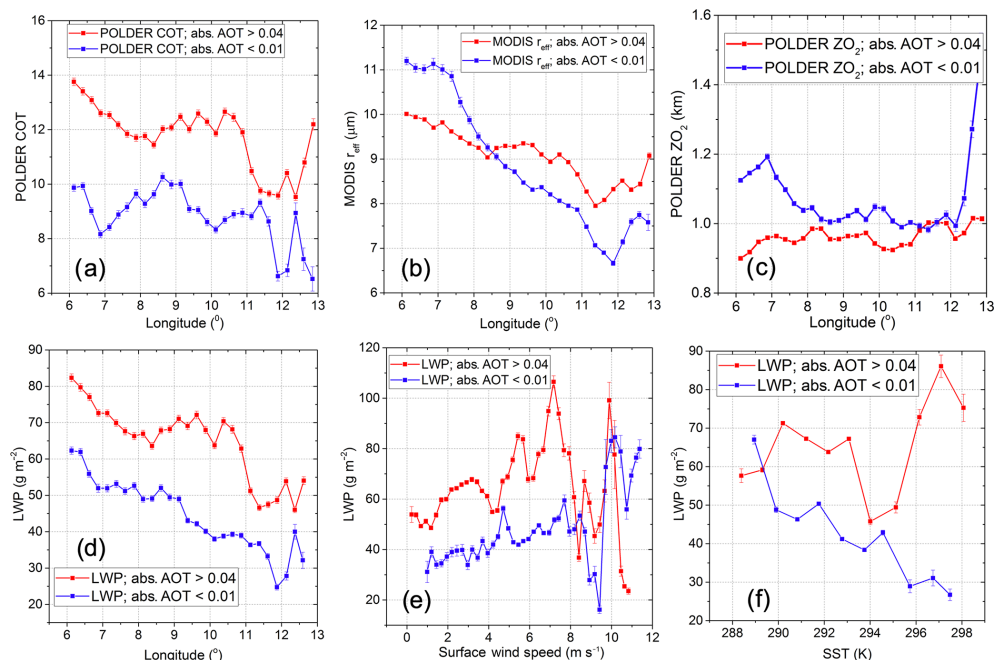 16
14
12
10
8
6
POLDER COT
POLDER COT; abs. AOT > 0.04
POLDER COT; abs. AOT < 0.01
(a)
6 7 8 9 10 11 12 13
Longitude (⁰)
12
11
10
9
8
7
6
MODIS r_eff (μm)
MODIS r_eff; abs. AOT > 0.04
MODIS r_eff; abs. AOT < 0.01
(b)
6 7 8 9 10 11 12 13
Longitude (°)
1.6
1.4
1.2
1.0
0.8
POLDER ZO₂ (km)
POLDER ZO₂; abs. AOT > 0.04
POLDER ZO₂; abs. AOT < 0.01
(c)
6 7 8 9 10 11 12 13
Longitude (°)
90
80
70
60
50
40
30
20
LWP (g m⁻²)
(d)
LWP; abs. AOT > 0.04
LWP; abs. AOT < 0.01
6 7 8 9 10 11 12 13
Longitude (°)
120
100
80
60
40
20
LWP (g m⁻²)
LWP; abs. AOT > 0.04
LWP; abs. AOT < 0.01
(e)
0 2 4 6 8 10 12
Surface wind speed (m s⁻¹)
90
80
70
60
50
40
30
20
LWP (g m⁻²)
LWP; abs. AOT > 0.04
LWP; abs. AOT < 0.01
(f)
288 290 292 294 296 298
SST (K)